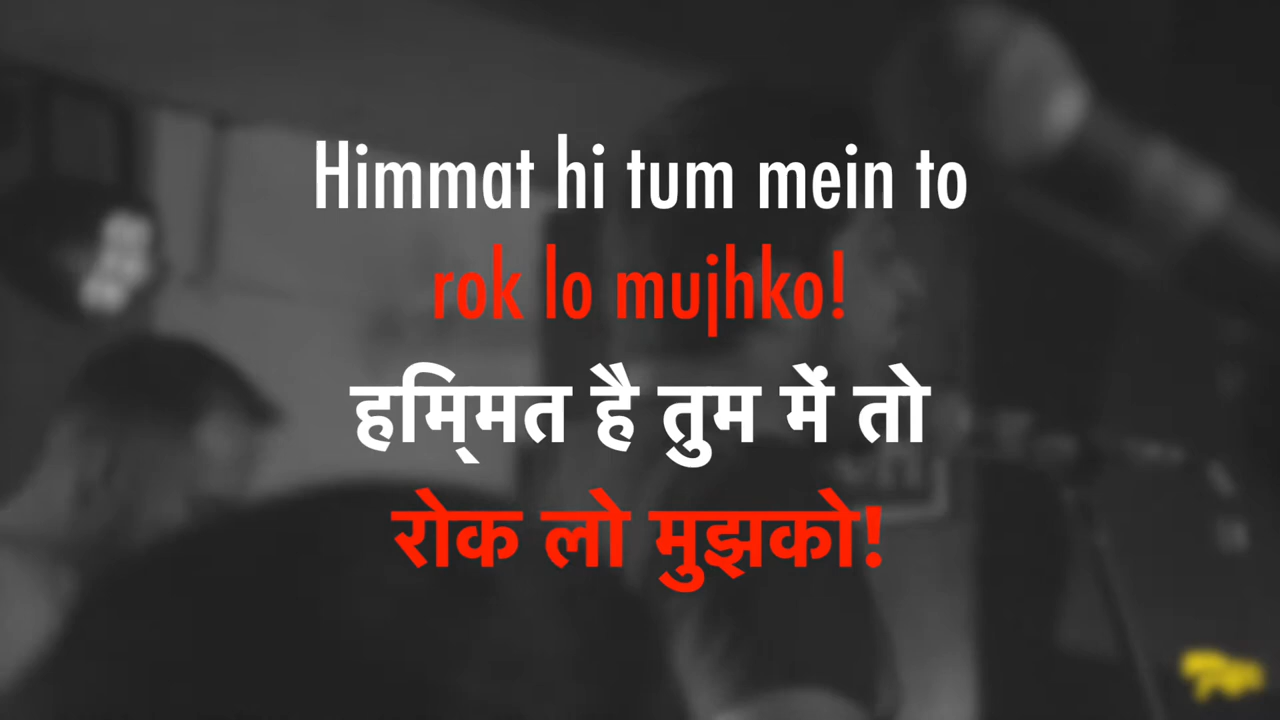 Himmat hi tum mein to
rok lo mujhko!
हिम्मत है तुम में तो
रोक लो मुझको!